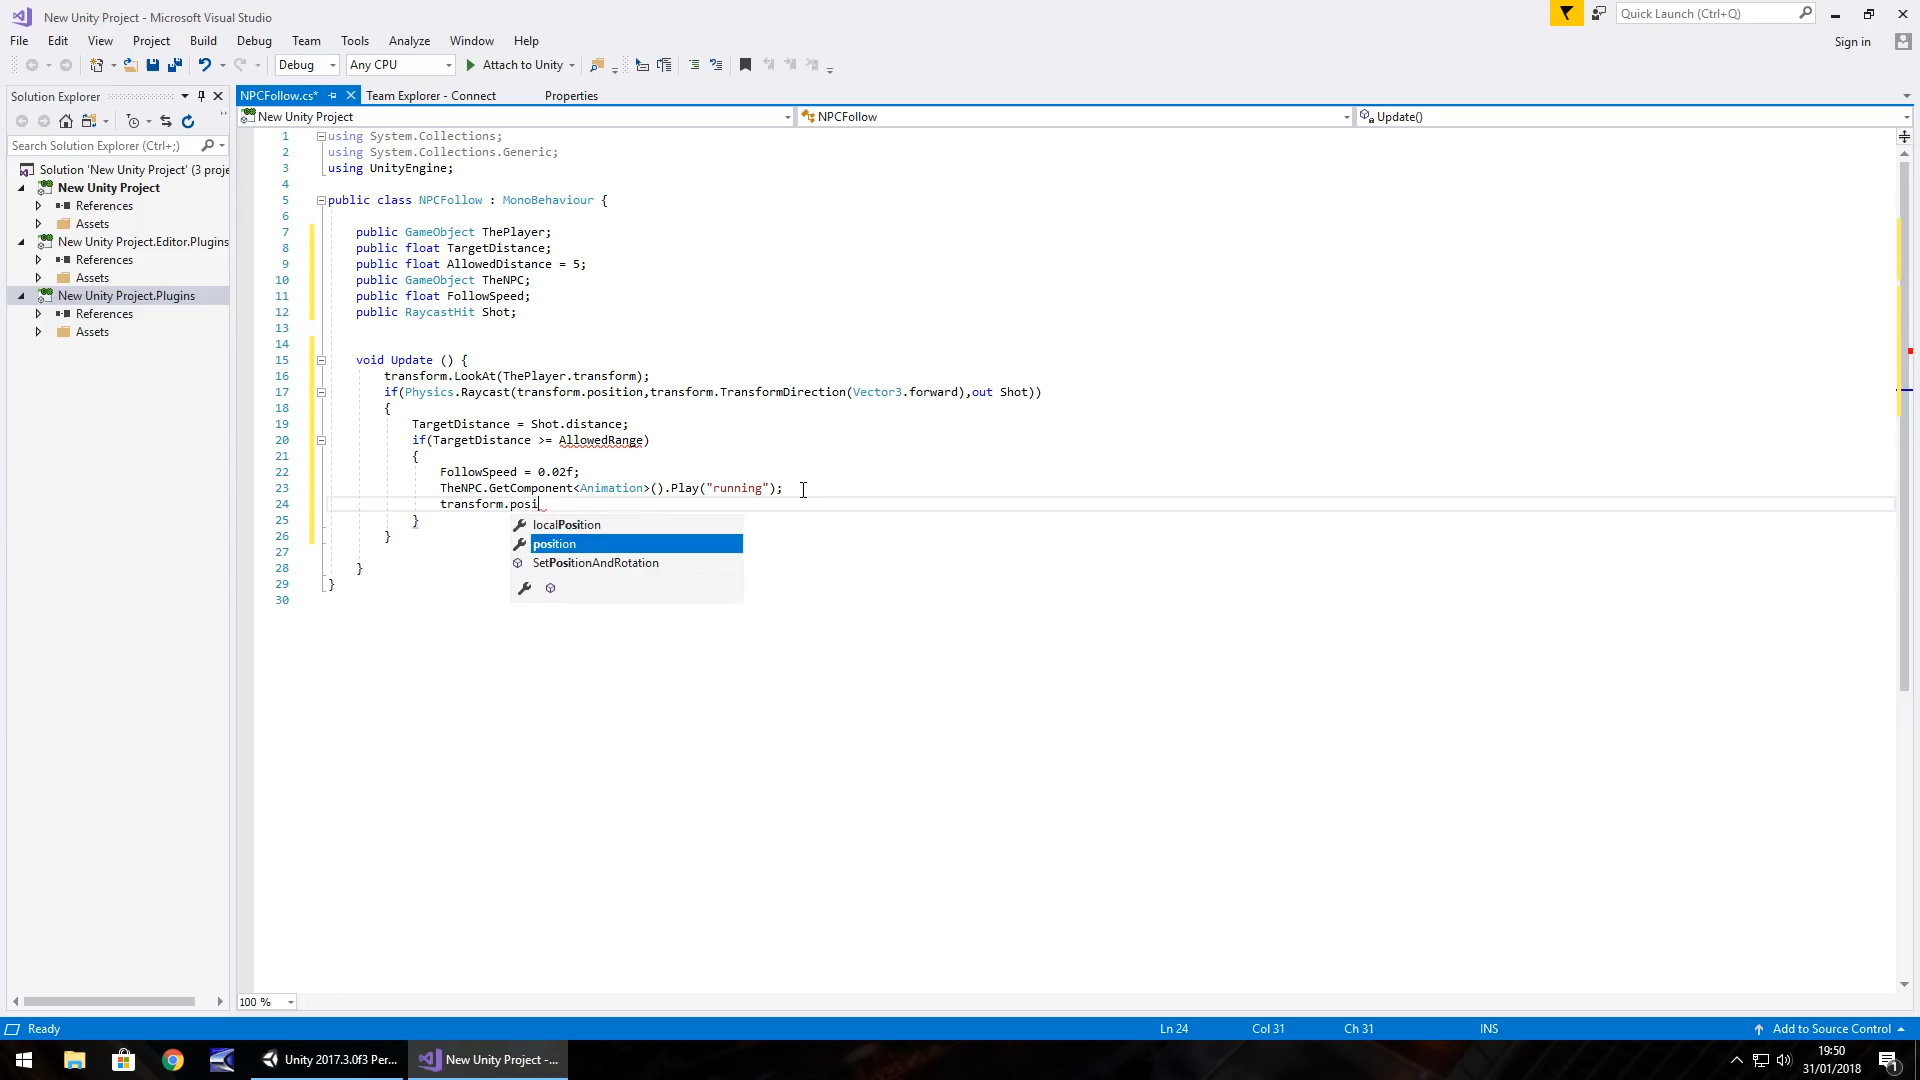 New Unity Project - Microsoft Visual Studio
Quick Launch (Ctrl+Q)
File Edit View Project Build Debug Team Tools Analyze Window Help
Sign in
Debug Any CPU Attach to Unity
Solution Explorer
NPCFollow.cs* Team Explorer - Connect Properties
New Unity Project NPCFollow Update()
Search Solution Explorer (Ctrl+;)
Solution 'New Unity Project' (3 proje
New Unity Project
References
Assets
New Unity Project.Editor.Plugins
References
Assets
New Unity Project.Plugins
References
Assets
1 using System.Collections;
2 using System.Collections.Generic;
3 using UnityEngine;
4
5 public class NPCFollow : MonoBehaviour {
6
7 public GameObject ThePlayer;
8 public float TargetDistance;
9 public float AllowedDistance = 5;
10 public GameObject TheNPC;
11 public float FollowSpeed;
12 public RaycastHit Shot;
13
14
15 void Update () {
16 transform.LookAt(ThePlayer.transform);
17 if(Physics.Raycast(transform.position,transform.TransformDirection(Vector3.forward),out Shot))
18 {
19 TargetDistance = Shot.distance;
20 if(TargetDistance >= AllowedRange)
21 {
22 FollowSpeed = 0.02f;
23 TheNPC.GetComponent<Animation>().Play("running");
24 transform.posi
25 }
26 }
27
28 }
29 }
30
localPosition
position
SetPositionAndRotation
100 %
Ready Ln 24 Col 31 Ch 31 INS Add to Source Control
Unity 2017.3.0f3 Per... New Unity Project -...
19:50
31/01/2018
1